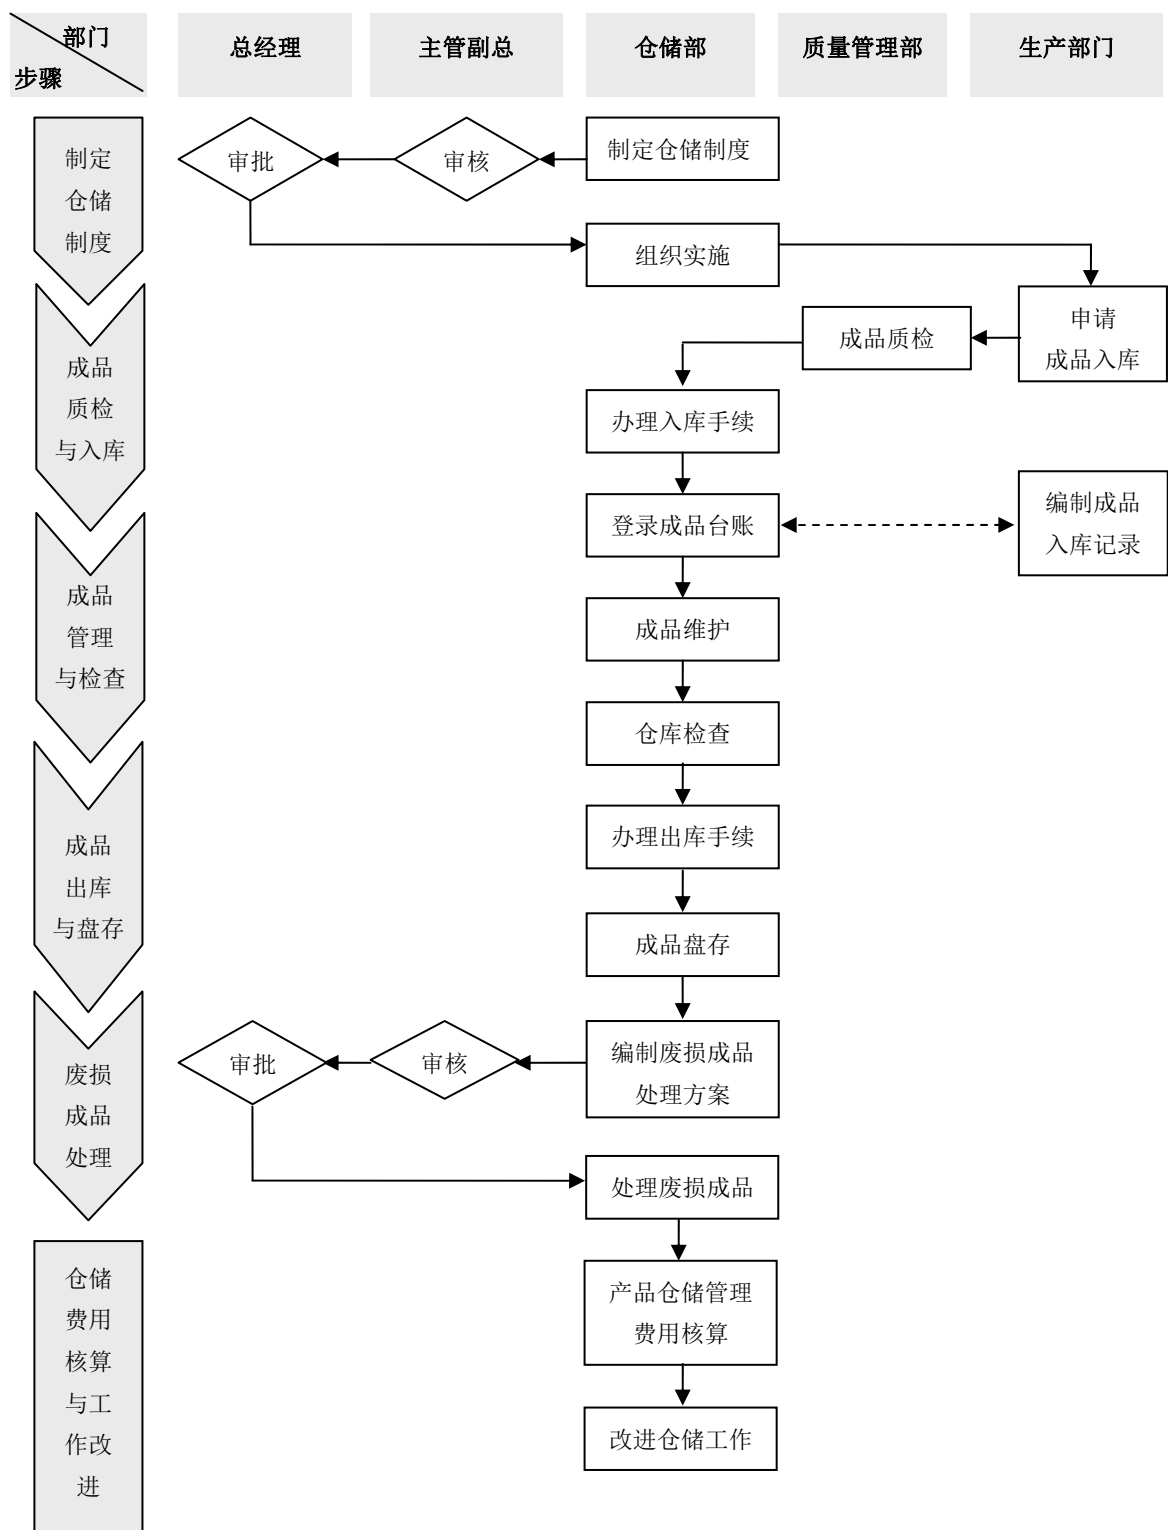 部门
步骤
总经理
主管副总
仓储部
质量管理部
生产部门
制定
仓储
制度
审批
审核
制定仓储制度
组织实施
成品
质检
与入库
申请
成品入库
成品质检
办理入库手续
登录成品台账
编制成品
入库记录
成品
管理
与检查
成品维护
仓库检查
成品
出库
与盘存
办理出库手续
成品盘存
废损
成品
处理
审批
审核
编制废损成品
处理方案
处理废损成品
仓储
费用
核算
与工
作改
进
产品仓储管理
费用核算
改进仓储工作